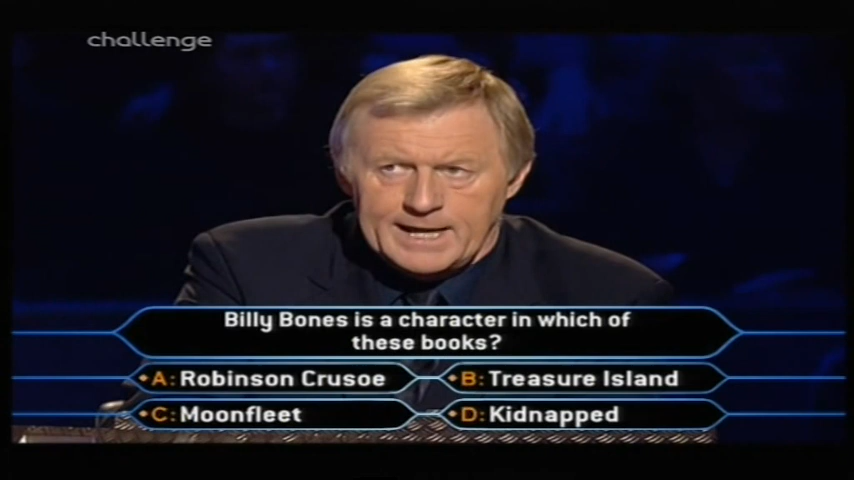 challenge
Billy Bones is a character in which of
these books?
A: Robinson Crusoe
B: Treasure Island
C: Moonfleet
D: Kidnapped